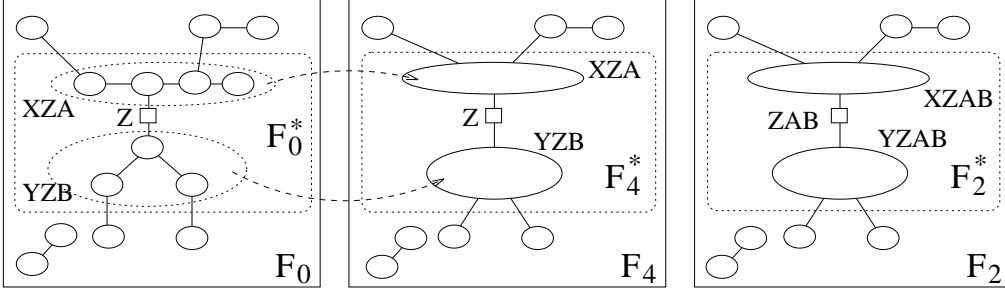 XZA
Z
F₀*
YZB
F₀
XZA
Z
YZB
F₄*
F₄
XZAB
ZAB
YZAB
F₂*
F₂